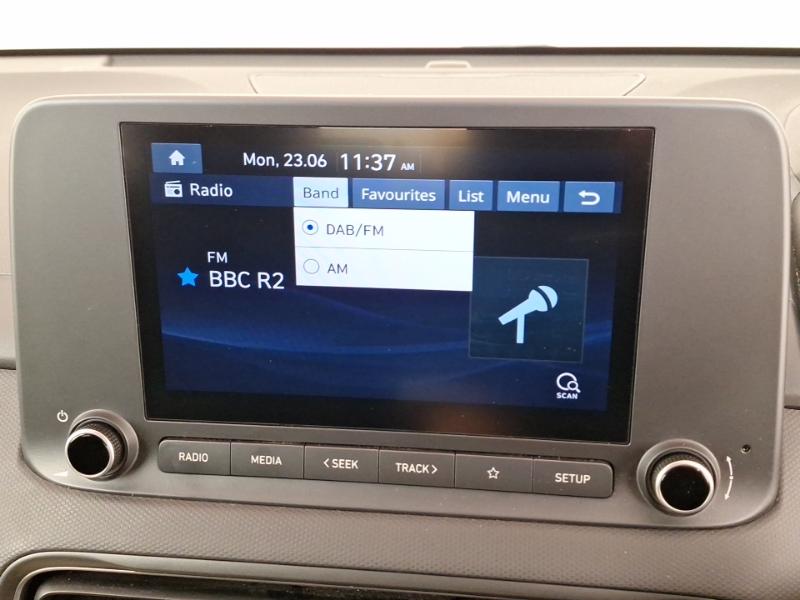 Mon, 23.06 11:37 AM
Radio Band Favourites List Menu
DAB/FM
AM
FM
BBC R2
SCAN
RADIO MEDIA < SEEK TRACK > SETUP